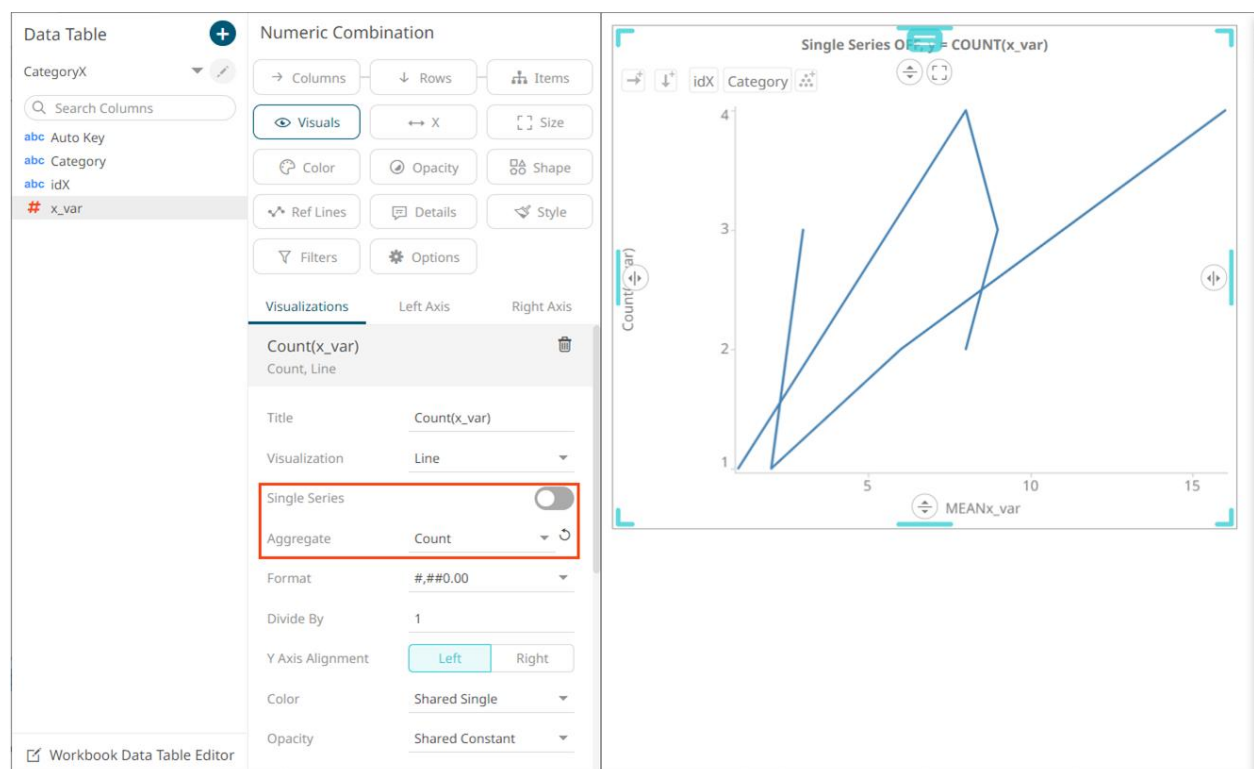 Data Table
CategoryX
Search Columns
abc Auto Key
abc Category
abc idX
# x_var
Workbook Data Table Editor
Numeric Combination
Columns Rows Items
Visuals X Size
Color Opacity Shape
Ref Lines Details Style
Filters Options
Visualizations Left Axis Right Axis
Count(x_var)
Count, Line
Title Count(x_var)
Visualization Line
Single Series
Aggregate Count
Format #,##0.00
Divide By 1
Y Axis Alignment Left Right
Color Shared Single
Opacity Shared Constant
Single Series = COUNT(x_var)
idX Category
4
3
2
1
5 10 15
MEANx_var